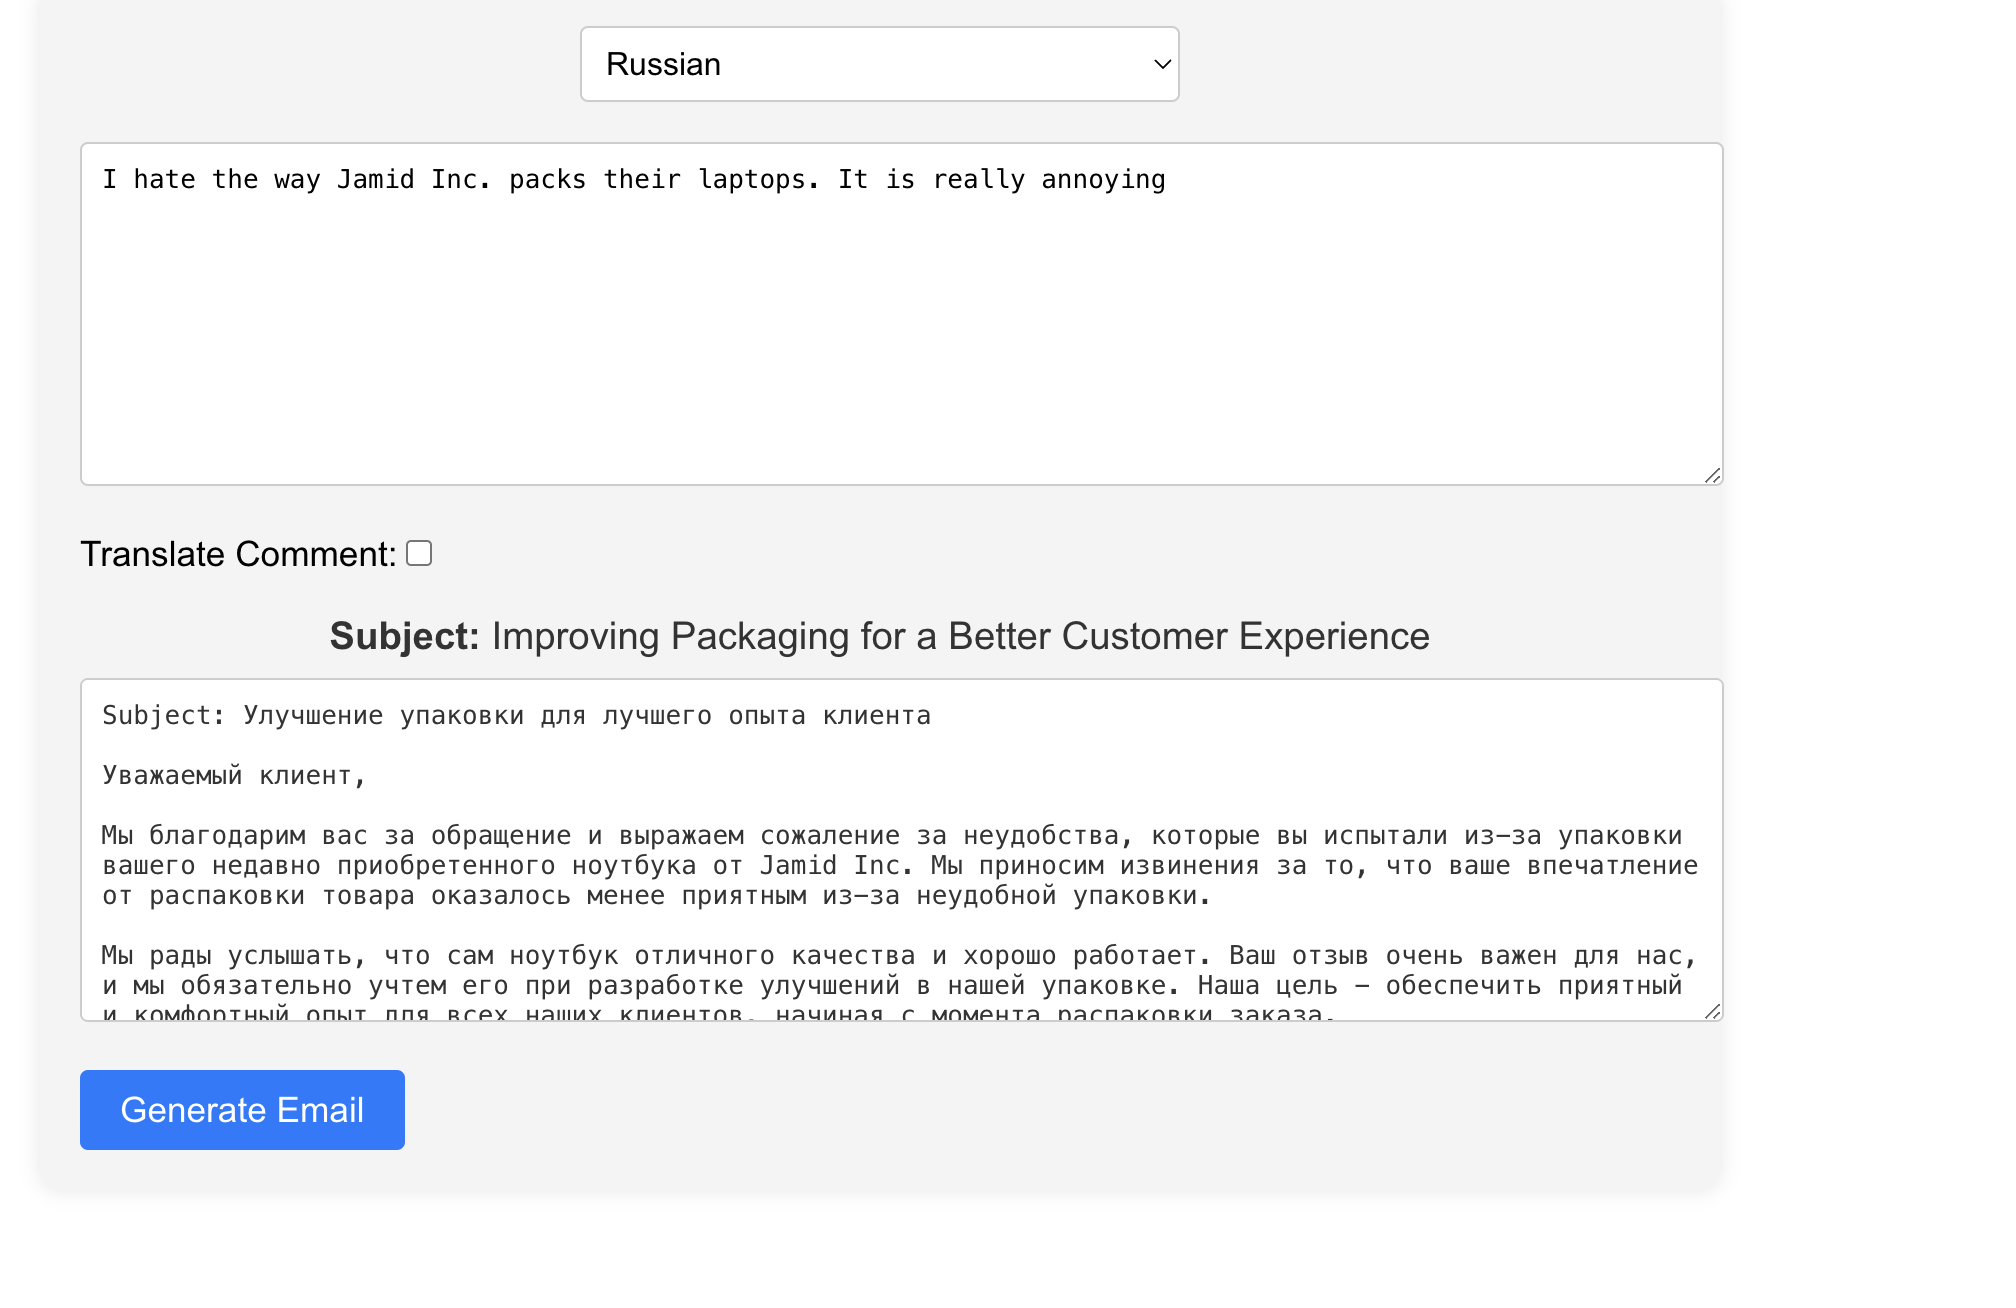 Russian
I hate the way Jamid Inc. packs their laptops. It is really annoying
Translate Comment:
Subject: Improving Packaging for a Better Customer Experience
Subject: Улучшение упаковки для лучшего опыта клиента
Уважаемый клиент,
Мы благодарим вас за обращение и выражаем сожаление за неудобства, которые вы испытали из-за упаковки
вашего недавно приобретенного ноутбука от Jamid Inc. Мы приносим извинения за то, что ваше впечатление
от распаковки товара оказалось менее приятным из-за неудобной упаковки.
Мы рады услышать, что сам ноутбук отличного качества и хорошо работает. Ваш отзыв очень важен для нас,
и мы обязательно учтем его при разработке улучшений в нашей упаковке. Наша цель - обеспечить приятный
и комфортный опыт для всех наших клиентов, начиная с момента распаковки заказа.
Generate Email